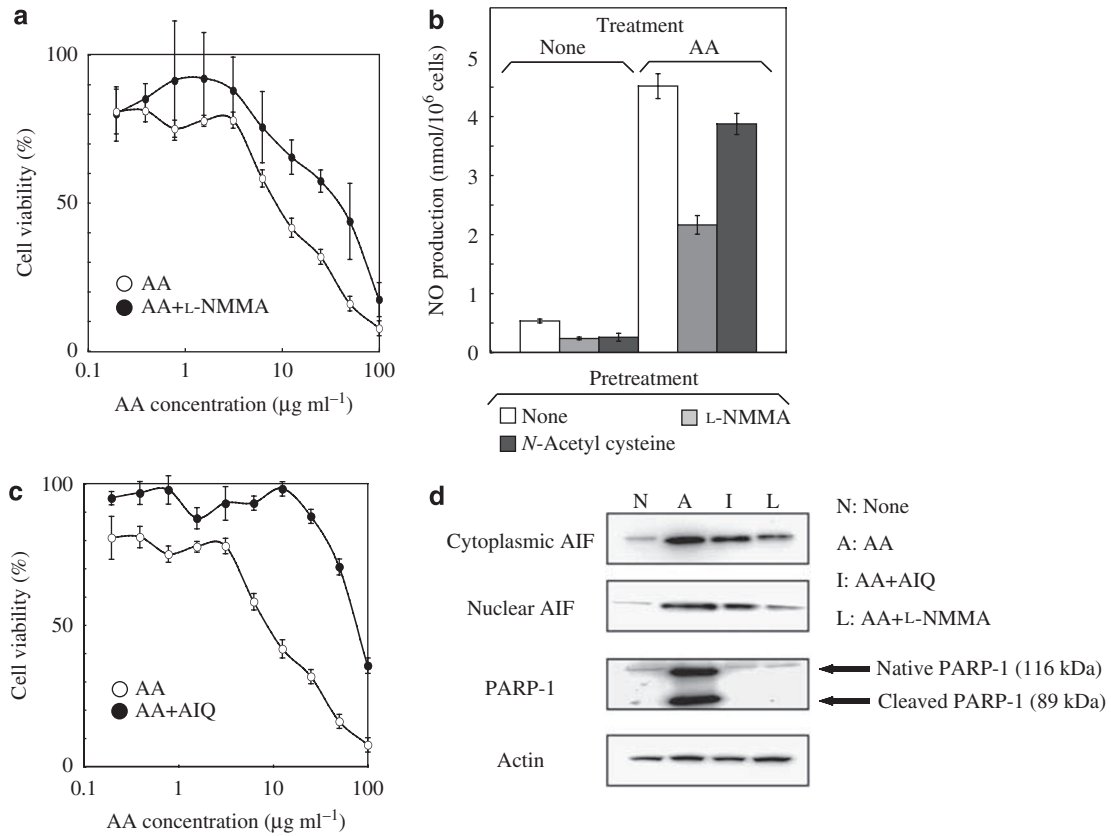 a
100
50
0
Cell viability (%)
AA
AA+L-NMMA
0.1 1 10 100
AA concentration (μg ml⁻¹)
b
Treatment
None AA
5
4
3
2
1
0
NO production (nmol/10⁶ cells)
Pretreatment
None
L-NMMA
N-Acetyl cysteine
c
100
50
0
Cell viability (%)
AA
AA+AIQ
0.1 1 10 100
AA concentration (μg ml⁻¹)
d
N A I L
Cytoplasmic AIF
Nuclear AIF
PARP-1
Actin
N: None
A: AA
I: AA+AIQ
L: AA+L-NMMA
Native PARP-1 (116 kDa)
Cleaved PARP-1 (89 kDa)